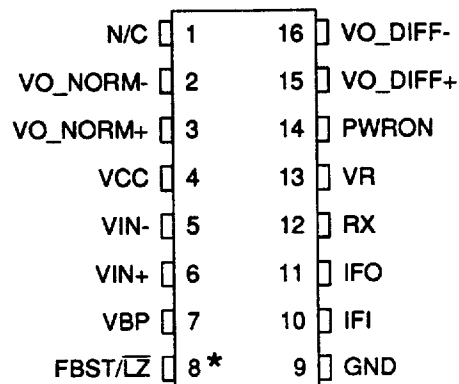 N/C 1 16 VO_DIFF-
VO_NORM- 2 15 VO_DIFF+
VO_NORM+ 3 14 PWRON
VCC 4 13 VR
VIN- 5 12 RX
VIN+ 6 11 IFO
VBP 7 10 IFI
FBST/L̅Z̅ 8* 9 GND